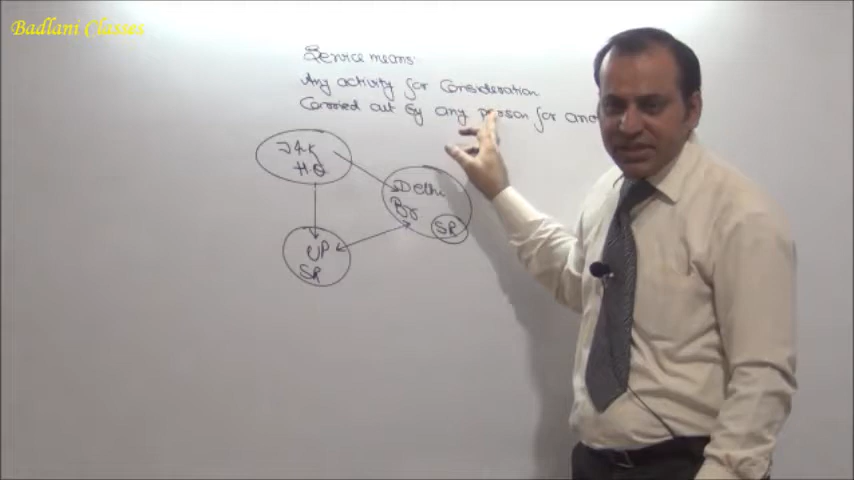 Badlani Classes
Service means:
Any activity for Consideration
Carried out by any person for ano
J&K
HO
Delhi
Br
SR
UP
SR